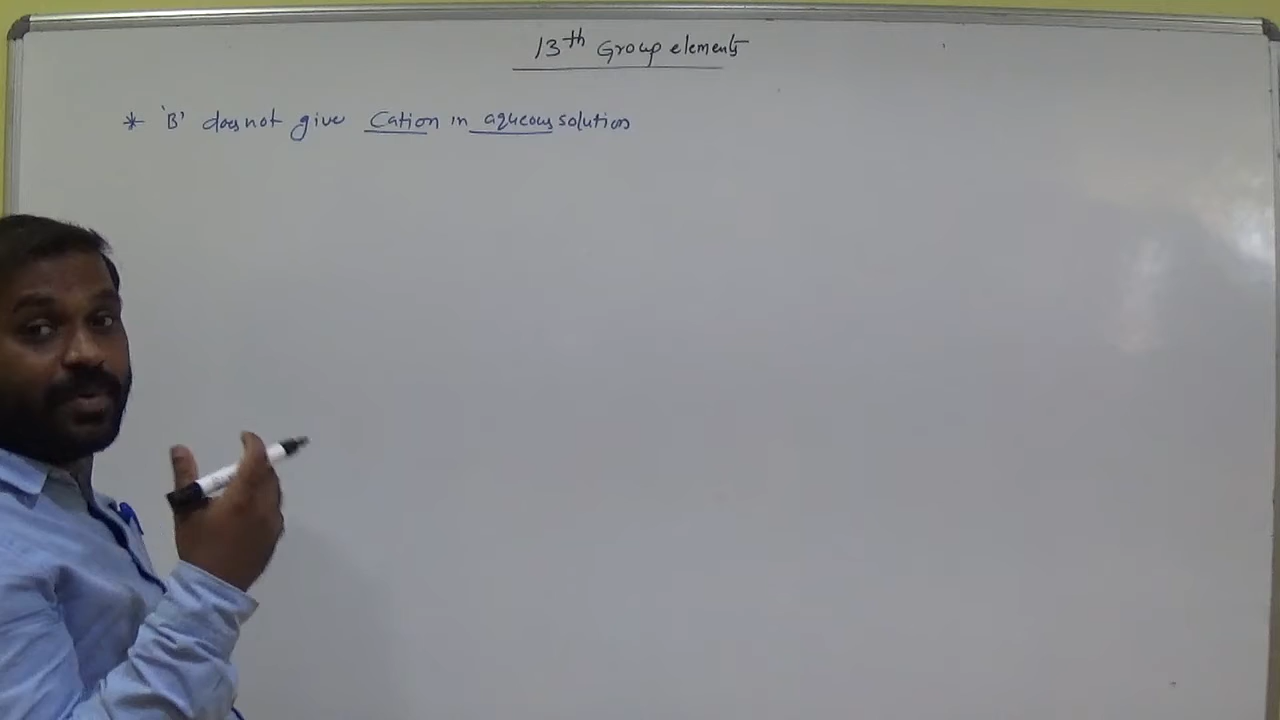 13th Group elements
* 'B' does not give Cation in aqueous solution